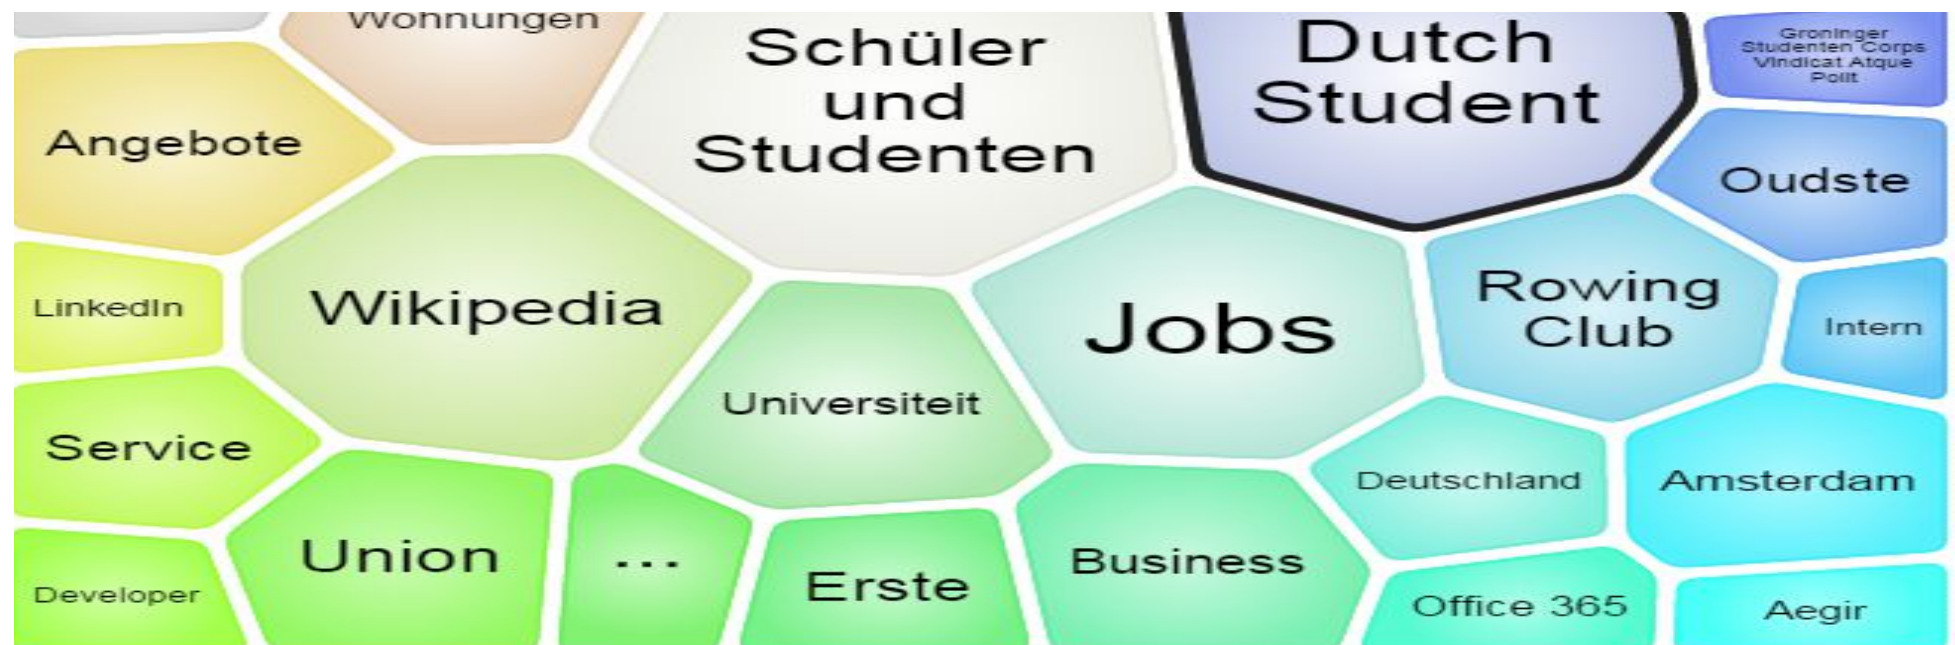 Wohnungen
Schüler
und
Studenten
Dutch
Student
Groninger
Studenten Corps
Vindicat Atque
Polit
Angebote
Oudste
LinkedIn
Wikipedia
Jobs
Rowing
Club
Intern
Universiteit
Service
Deutschland
Amsterdam
Union
...
Erste
Business
Developer
Office 365
Aegir